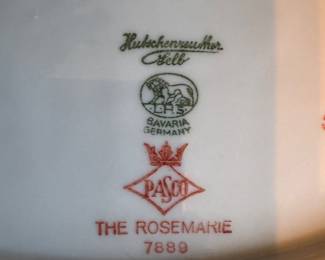 Hutschenreuther
Selb
L.H.S.
BAVARIA
GERMANY
PASCO
THE ROSEMARIE
7889